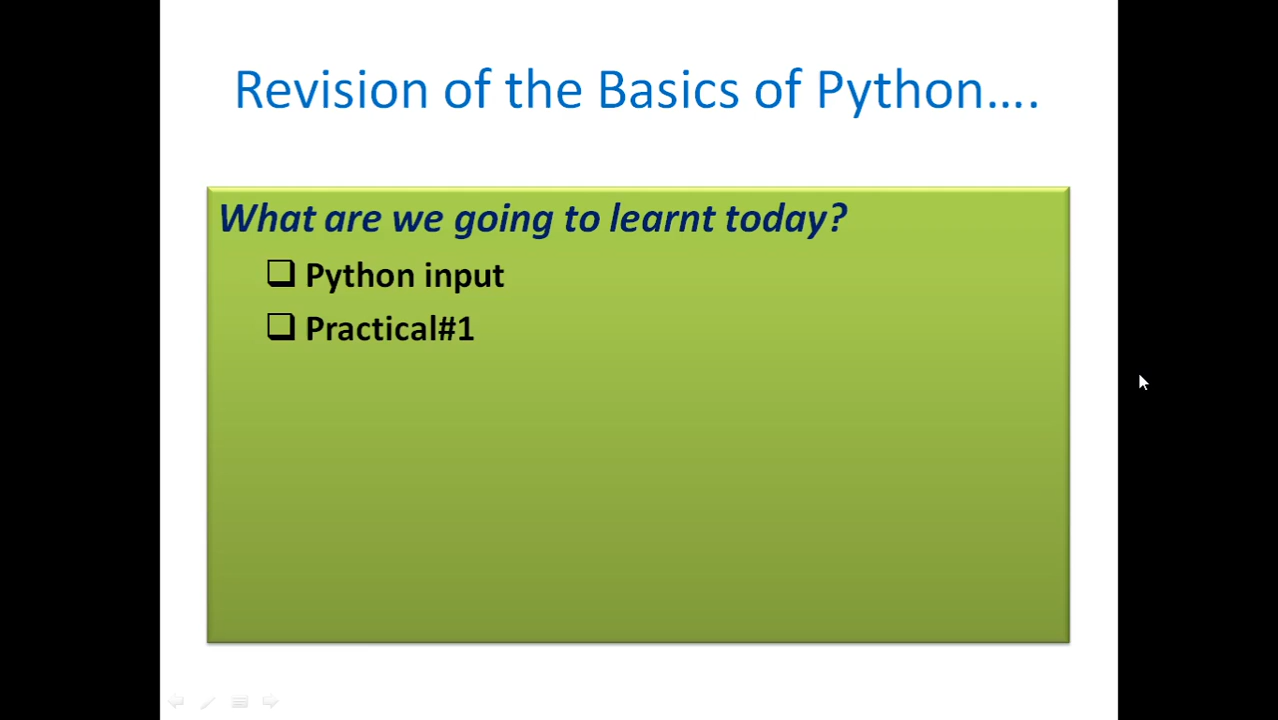 Revision of the Basics of Python....
What are we going to learnt today?
Python input
Practical#1